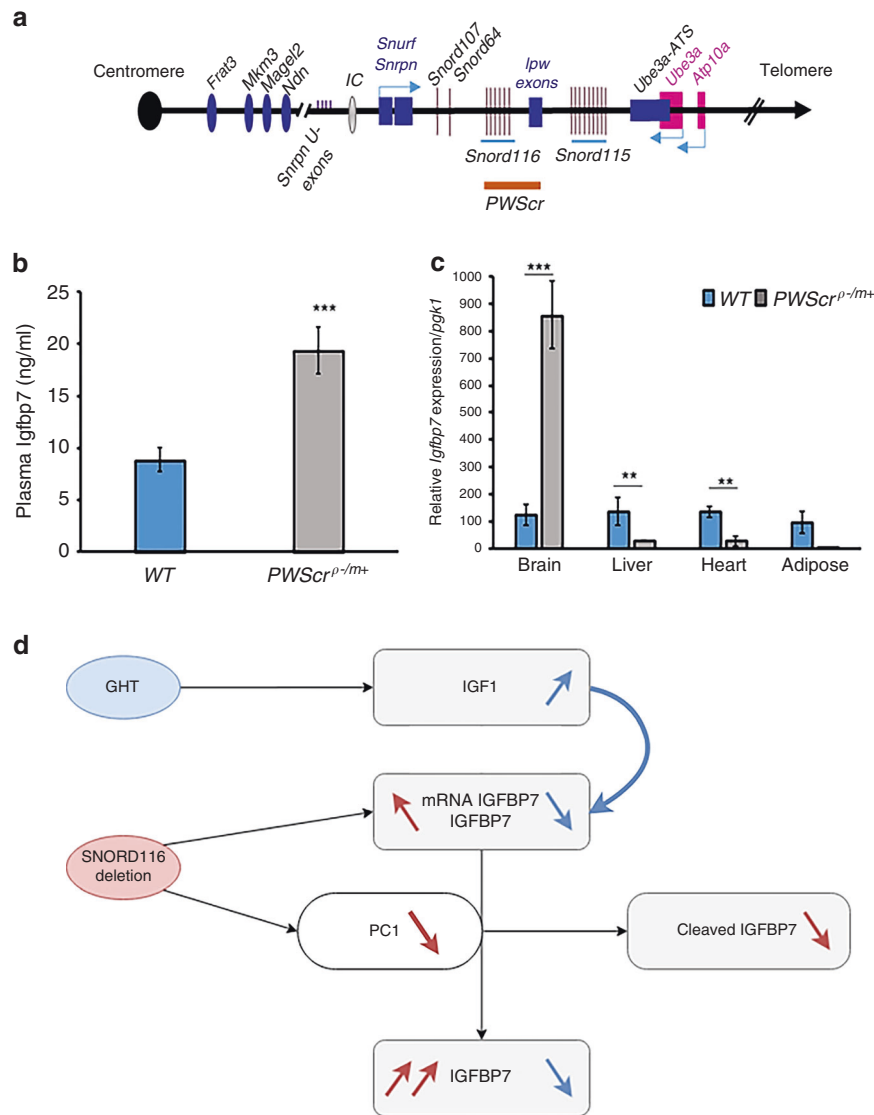 a
Centromere
Frat3
Mkm3
Magel2
Ndn
Snrpn U-
exons
IC
Snurf
Snrpn
Snord107
Snord64
Ipw
exons
Ube3a-ATS
Ube3a
Atp10a
Telomere
Snord116
Snord115
PWScr
b
Plasma Igfbp7 (ng/ml)
25
20
15
10
5
0
***
WT
PWScr^ρ-/m+
c
Relative Igfbp7 expression/pgk1
1000
900
800
700
600
500
400
300
200
100
0
***
**
**
WT PWScr^ρ-/m+
Brain Liver Heart Adipose
d
GHT
IGF1
mRNA IGFBP7
IGFBP7
SNORD116
deletion
PC1
Cleaved IGFBP7
IGFBP7